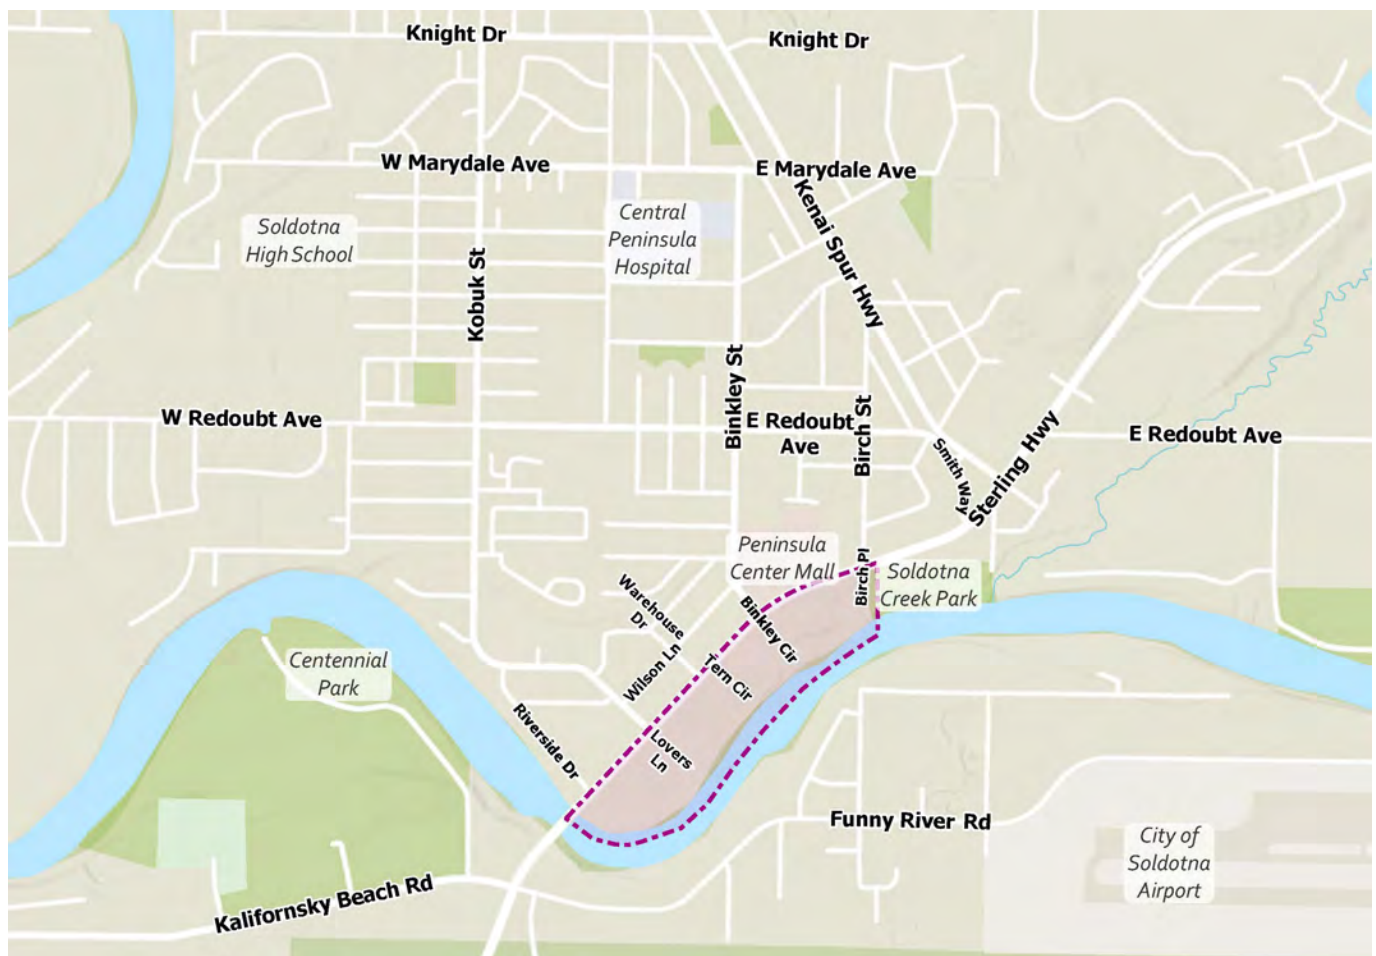 Knight Dr
Knight Dr
W Marydale Ave
E Marydale Ave
Soldotna
High School
Central
Peninsula
Hospital
Kenai Spur Hwy
Kobuk St
Binkley St
W Redoubt Ave
E Redoubt
Ave
Birch St
E Redoubt Ave
Smith Way
Sterling Hwy
Peninsula
Center Mall
Birch Pl
Soldotna
Creek Park
Warehouse
Dr
Binkley Cir
Wilson Ln
Tern Cir
Centennial
Park
Riverside Dr
Lovers
Ln
Funny River Rd
City of
Soldotna
Airport
Kalifornsky Beach Rd